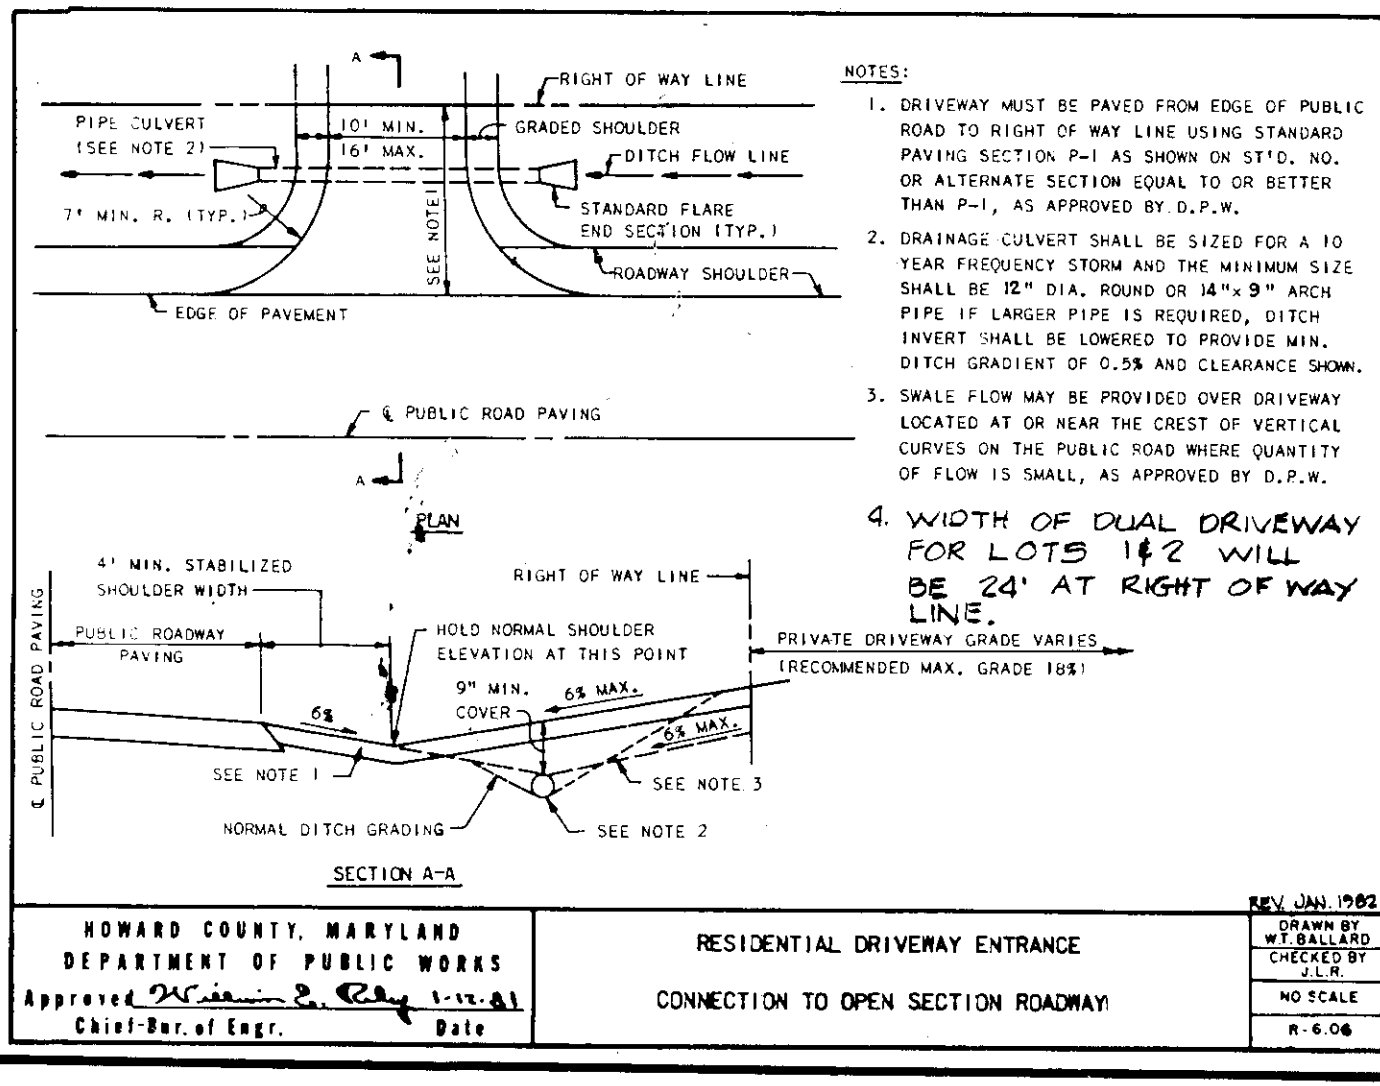 A
RIGHT OF WAY LINE
PIPE CULVERT
(SEE NOTE 2)
10' MIN.
16' MAX.
GRADED SHOULDER
DITCH FLOW LINE
7' MIN. R. (TYP.)
SEE NOTE 1
STANDARD FLARE
END SECTION (TYP.)
ROADWAY SHOULDER
EDGE OF PAVEMENT
℄ PUBLIC ROAD PAVING
A
PLAN
NOTES:
1. DRIVEWAY MUST BE PAVED FROM EDGE OF PUBLIC
ROAD TO RIGHT OF WAY LINE USING STANDARD
PAVING SECTION P-1 AS SHOWN ON ST'D. NO.
OR ALTERNATE SECTION EQUAL TO OR BETTER
THAN P-1, AS APPROVED BY D.P.W.
2. DRAINAGE CULVERT SHALL BE SIZED FOR A 10
YEAR FREQUENCY STORM AND THE MINIMUM SIZE
SHALL BE 12" DIA. ROUND OR 14"x 9" ARCH
PIPE IF LARGER PIPE IS REQUIRED, DITCH
INVERT SHALL BE LOWERED TO PROVIDE MIN.
DITCH GRADIENT OF 0.5% AND CLEARANCE SHOWN.
3. SWALE FLOW MAY BE PROVIDED OVER DRIVEWAY
LOCATED AT OR NEAR THE CREST OF VERTICAL
CURVES ON THE PUBLIC ROAD WHERE QUANTITY
OF FLOW IS SMALL, AS APPROVED BY D.P.W.
4. WIDTH OF DUAL DRIVEWAY
FOR LOTS 1&2 WILL
BE 24' AT RIGHT OF WAY
LINE.
4' MIN. STABILIZED
SHOULDER WIDTH
RIGHT OF WAY LINE
℄ PUBLIC ROAD PAVING
PUBLIC ROADWAY
PAVING
HOLD NORMAL SHOULDER
ELEVATION AT THIS POINT
PRIVATE DRIVEWAY GRADE VARIES
(RECOMMENDED MAX. GRADE 18%)
9" MIN.
COVER
6% MAX.
6%
6% MAX.
SEE NOTE 1
SEE NOTE 3
NORMAL DITCH GRADING
SEE NOTE 2
SECTION A-A
REV. JAN. 1982
HOWARD COUNTY, MARYLAND
DEPARTMENT OF PUBLIC WORKS
Approved William E. Riley 1-12-81
Chief-Bur. of Engr. Date
RESIDENTIAL DRIVEWAY ENTRANCE
CONNECTION TO OPEN SECTION ROADWAY
DRAWN BY
W.T. BALLARD
CHECKED BY
J.L.R.
NO SCALE
R-6.06